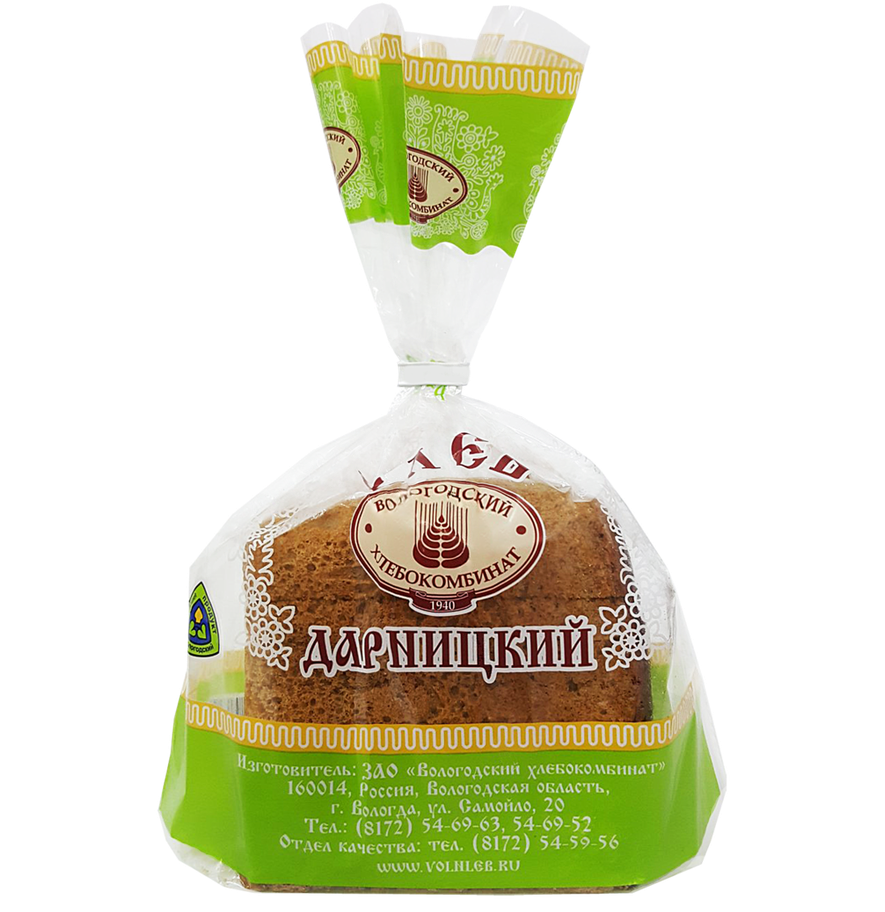 ВОЛОГОДСКИЙ
ХЛЕБОКОМБИНАТ
1940
ДАРНИЦКИЙ
ПРОДУКТ
Изготовитель: ЗАО «Вологодский хлебокомбинат»
160014, Россия, Вологодская область,
г. Вологда, ул. Самойло, 20
Тел.: (8172) 54-69-63, 54-69-52
Отдел качества: тел. (8172) 54-59-56
WWW.VOLHLEB.RU